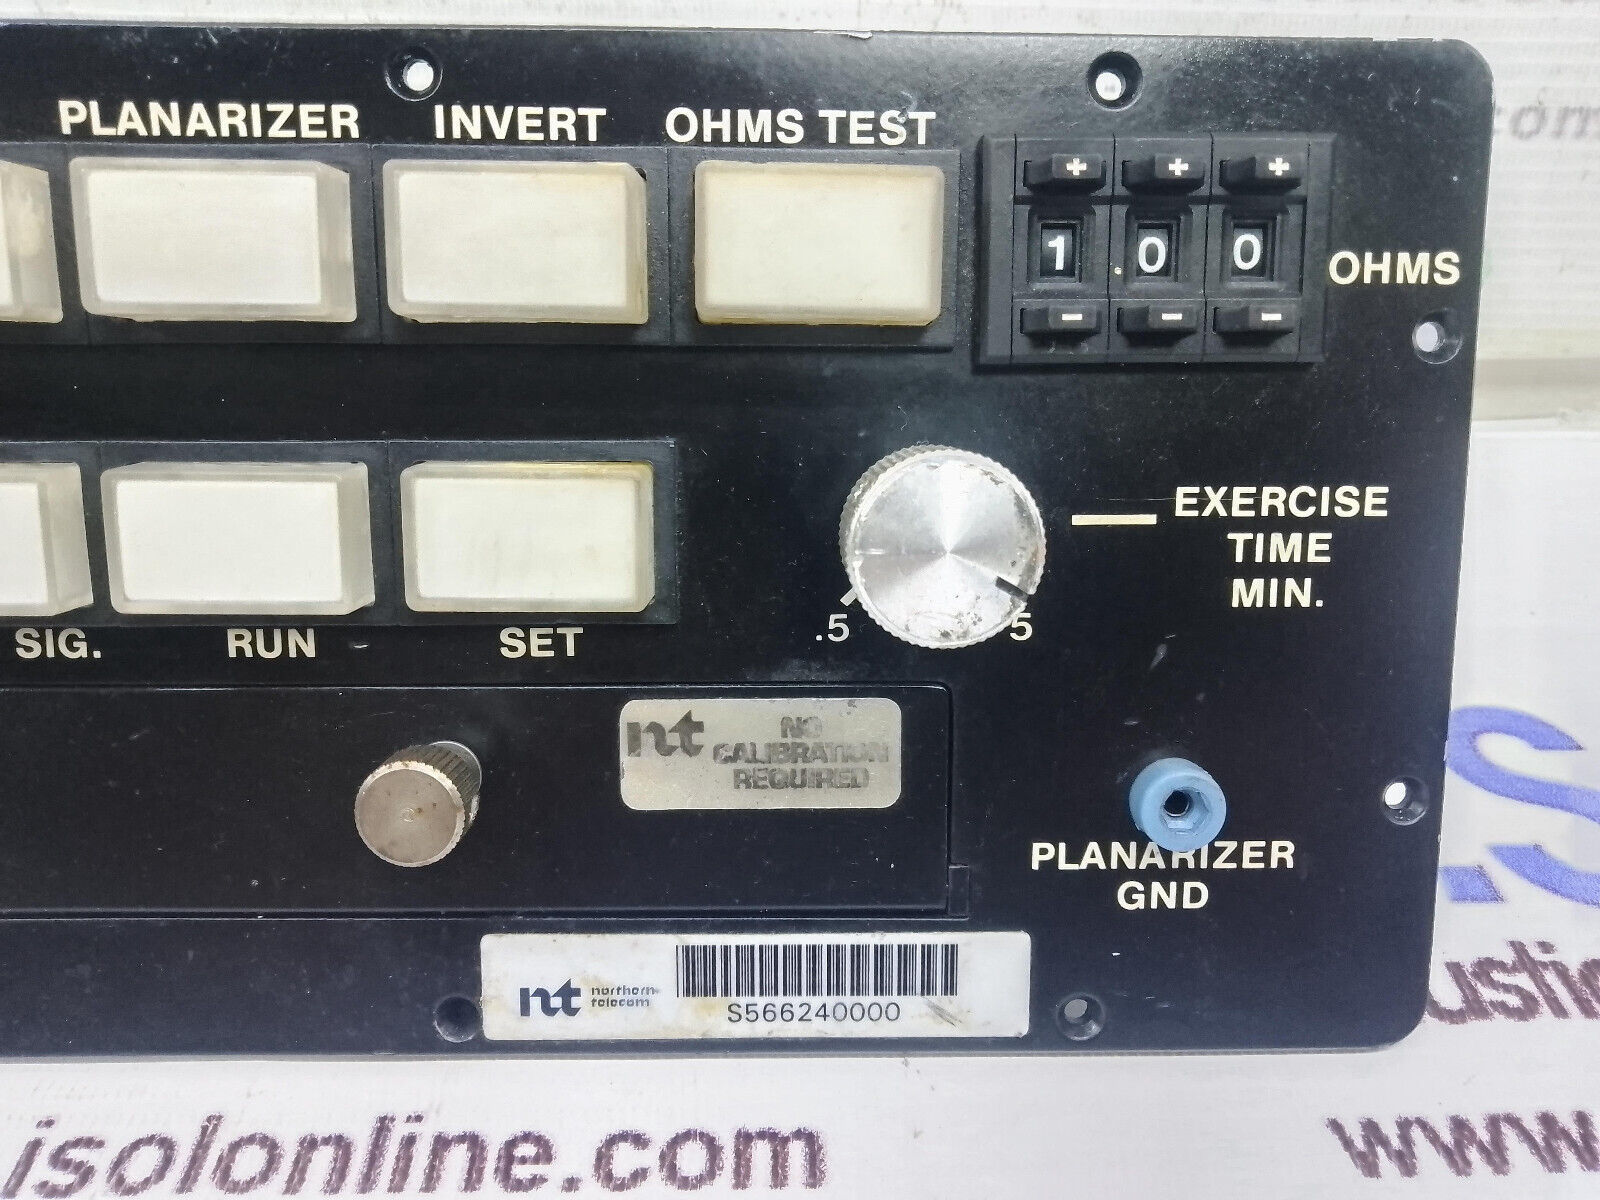 PLANARIZER INVERT OHMS TEST
+ + +
1 .0 0
OHMS
- - -
EXERCISE
TIME
MIN.
.5 5
SIG. RUN SET
nt NO
CALIBRATION
REQUIRED
PLANARIZER
GND
nt northern
telecom
S566240000
isolonline.com
www.